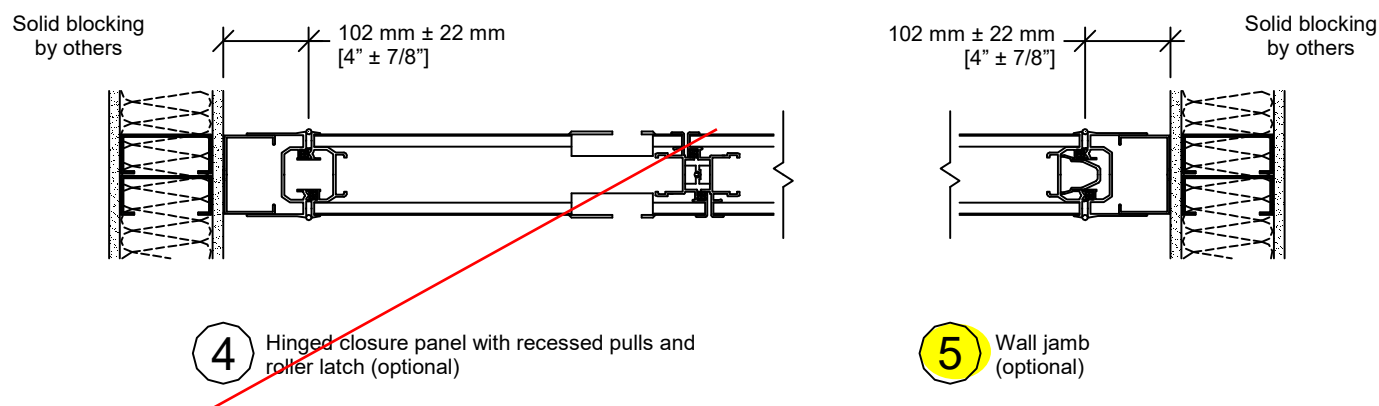 Solid blocking
by others
102 mm ± 22 mm
[4” ± 7/8”]
102 mm ± 22 mm
[4” ± 7/8”]
Solid blocking
by others
4
Hinged closure panel with recessed pulls and
roller latch (optional)
5
Wall jamb
(optional)